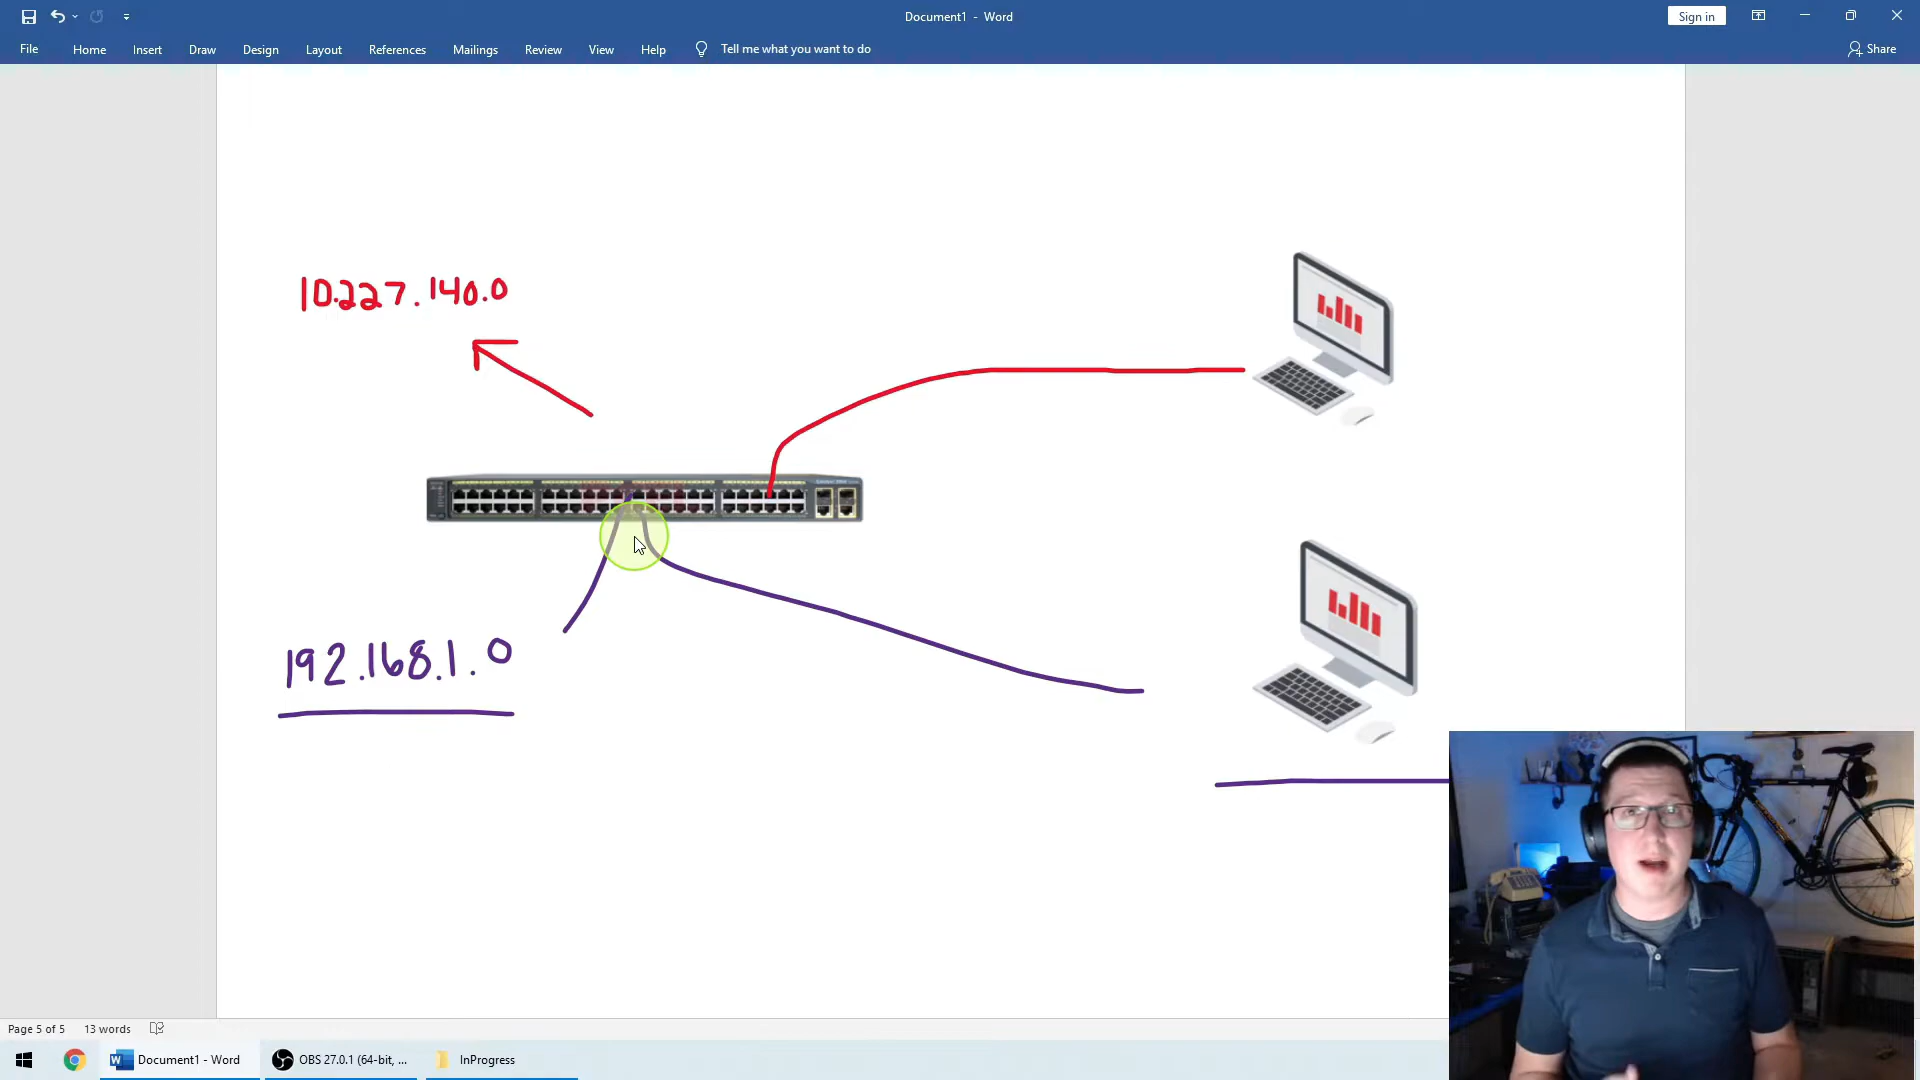 Document1 - Word
Sign in
File Home Insert Draw Design Layout References Mailings Review View Help Tell me what you want to do Share
10.227.140.0
192.168.1.0
Page 5 of 5 13 words
Document1 - Word OBS 27.0.1 (64-bit, ... InProgress